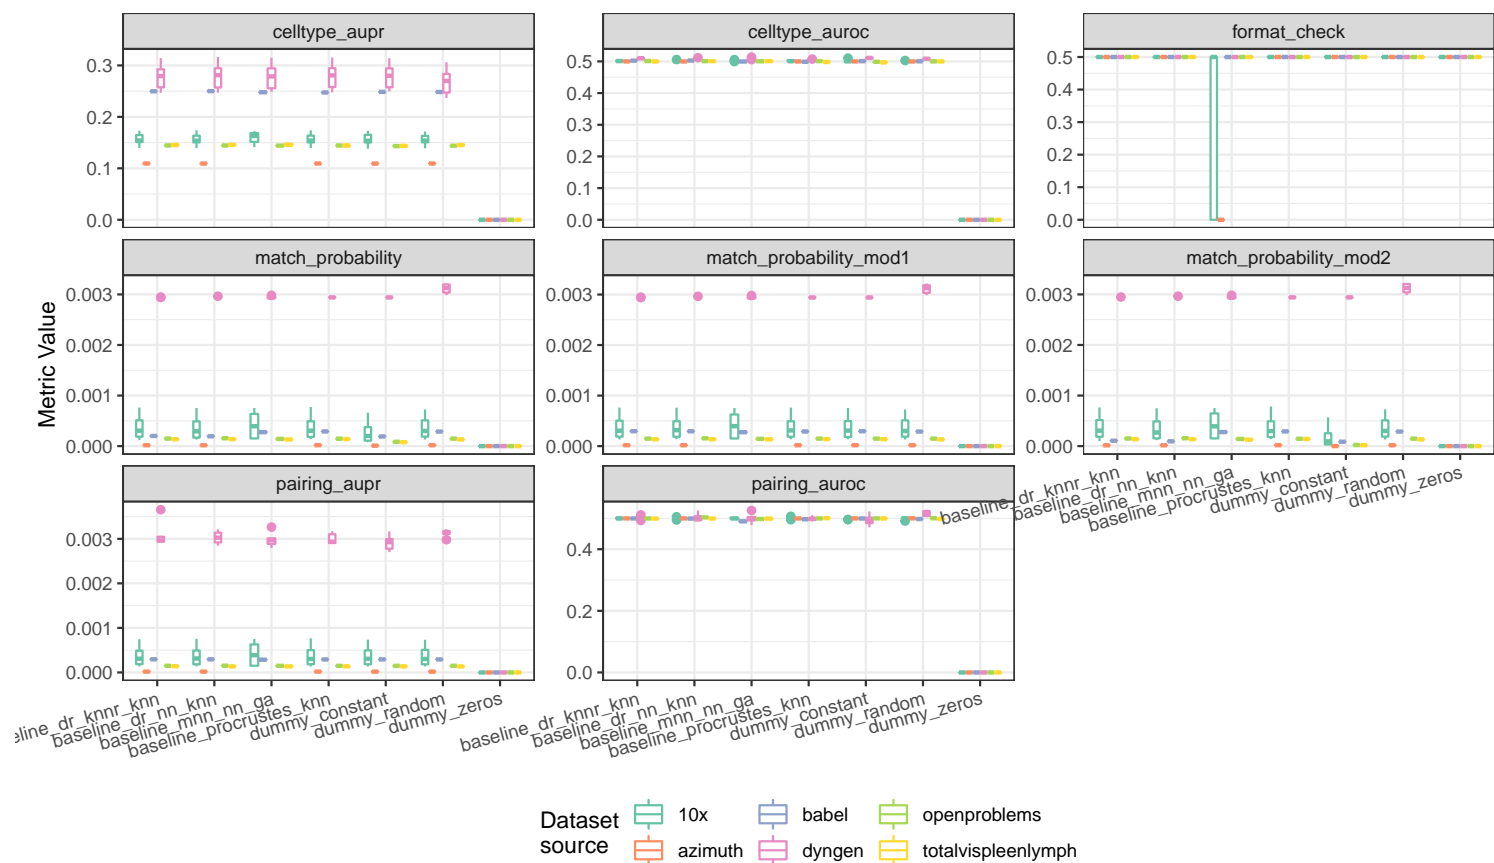 celltype_aupr
0.3
0.2
0.1
0.0
celltype_auroc
0.5
0.4
0.3
0.2
0.1
0.0
format_check
0.5
0.4
0.3
0.2
0.1
0.0
Metric Value
match_probability
0.003
0.002
0.001
0.000
match_probability_mod1
0.003
0.002
0.001
0.000
match_probability_mod2
0.003
0.002
0.001
0.000
baseline_dr_knnr_knn
baseline_dr_nn_knn
baseline_mnn_nn_ga
baseline_procrustes_knn
dummy_constant
dummy_random
dummy_zeros
pairing_aupr
0.003
0.002
0.001
0.000
eline_dr_knnr_knn
baseline_dr_nn_knn
baseline_mnn_nn_ga
baseline_procrustes_knn
dummy_constant
dummy_random
dummy_zeros
pairing_auroc
0.4
0.2
0.0
baseline_dr_knnr_knn
baseline_dr_nn_knn
baseline_mnn_nn_ga
baseline_procrustes_knn
dummy_constant
dummy_random
dummy_zeros
Dataset
source
10x
babel
openproblems
azimuth
dyngen
totalvispleenlymph